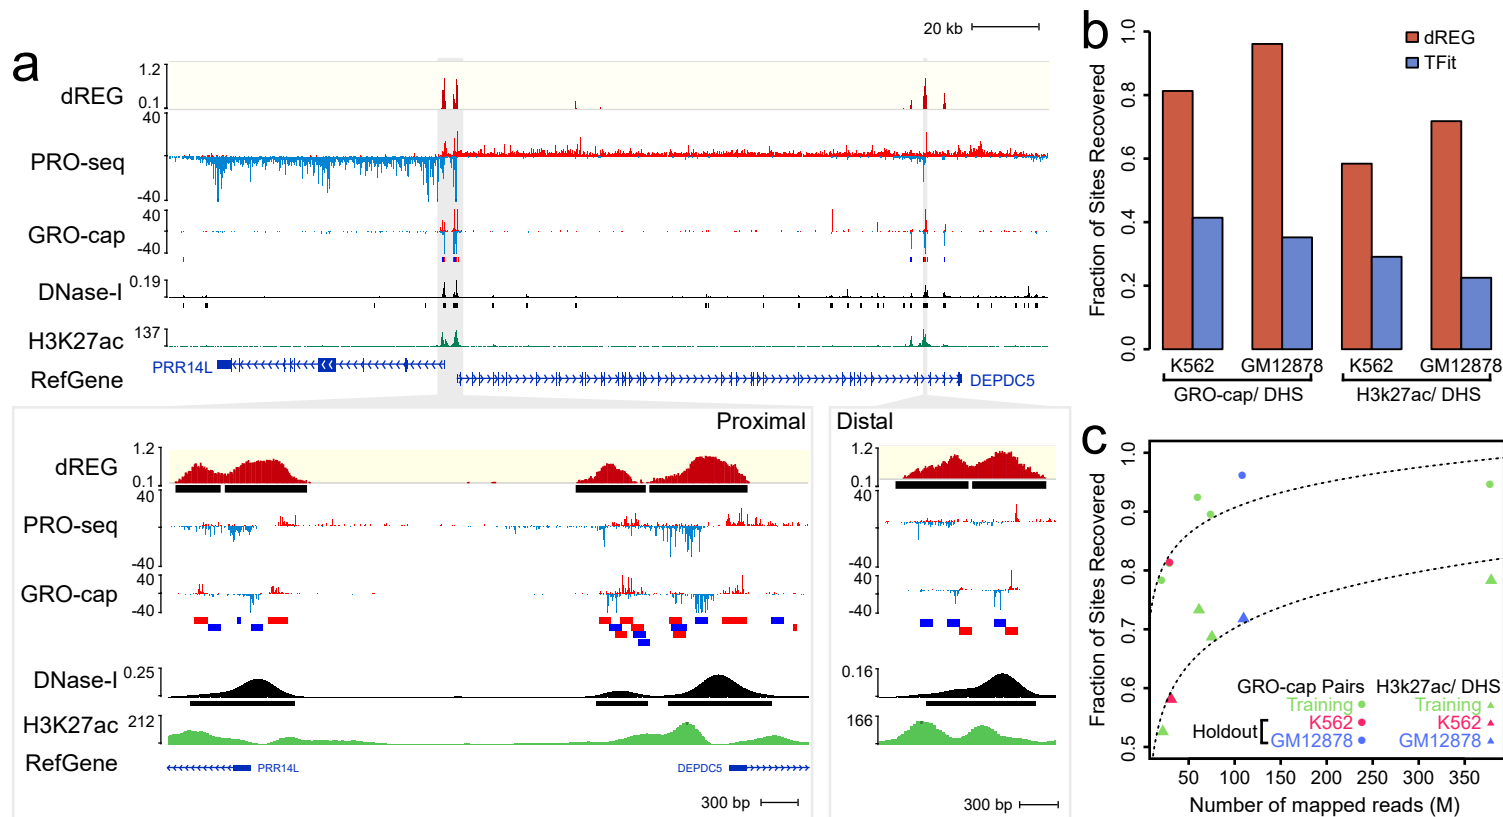 a
20 kb
dREG
1.2
0.1
PRO-seq
40
-40
GRO-cap
40
-40
DNase-I
0.19
H3K27ac
137
RefGene
PRR14L
DEPDC5
Proximal
dREG
1.2
0.1
PRO-seq
40
-40
GRO-cap
40
-40
DNase-I
0.25
H3K27ac
212
RefGene
PRR14L
DEPDC5
300 bp
Distal
1.2
0.1
40
-40
40
-40
0.16
166
300 bp
b
Fraction of Sites Recovered
0.0 0.2 0.4 0.6 0.8 1.0
dREG
TFit
K562 GM12878 K562 GM12878
GRO-cap/ DHS H3k27ac/ DHS
c
Fraction of Sites Recovered
0.5 0.6 0.7 0.8 0.9 1.0
GRO-cap Pairs H3k27ac/ DHS
Training Training
Holdout K562 K562
GM12878 GM12878
50 100 150 200 250 300 350
Number of mapped reads (M)